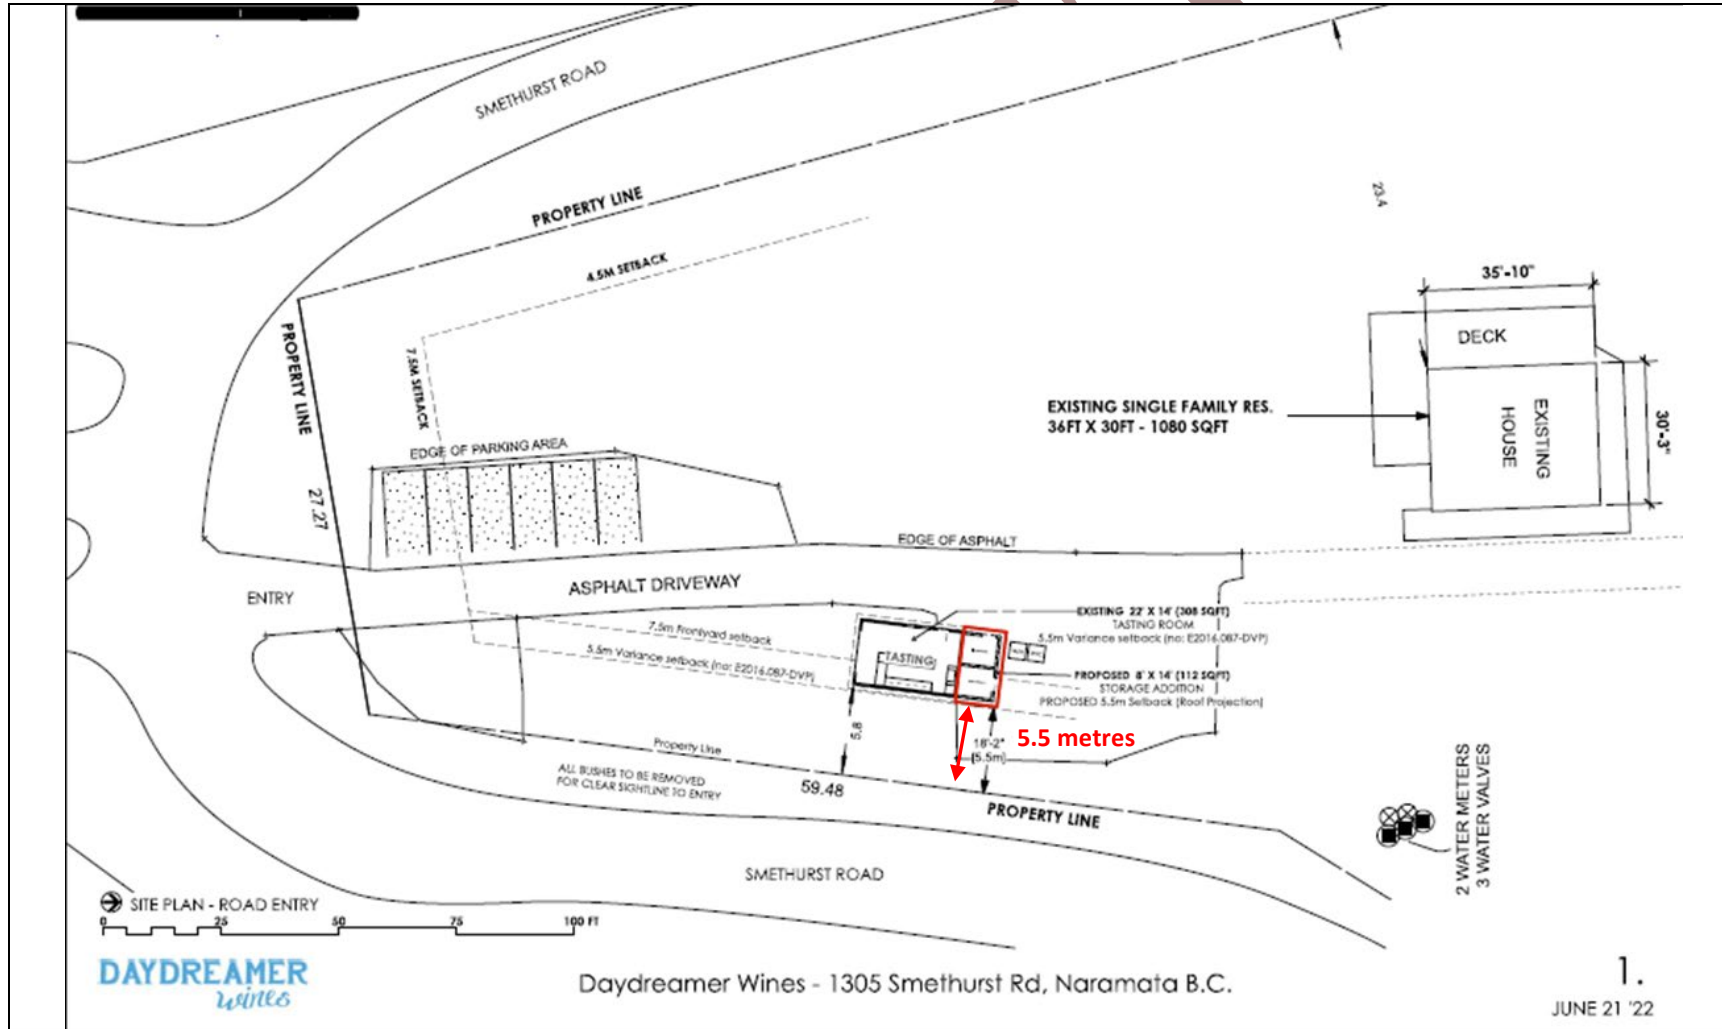 SMETHURST ROAD
PROPERTY LINE
4.5M SETBACK
23.4
35'-10"
DECK
PROPERTY LINE
7.5M SETBACK
EXISTING SINGLE FAMILY RES.
36FT X 30FT - 1080 SQFT
EXISTING
HOUSE
30'-3"
EDGE OF PARKING AREA
27.27
EDGE OF ASPHALT
ASPHALT DRIVEWAY
ENTRY
7.5m Frontyard setback
5.5m Variance setback (no: E2016.087-DVP)
TASTING
EXISTING 22' X 14' (308 SQFT)
TASTING ROOM
5.5m Variance setback (no: E2016.087-DVP)
PROPOSED 8' X 14' (112 SQFT)
STORAGE ADDITION
PROPOSED 5.5m Setback (Roof Projection)
5.8
18'-2"
(5.5m)
5.5 metres
Property Line
ALL BUSHES TO BE REMOVED
FOR CLEAR SIGHTLINE TO ENTRY
59.48
PROPERTY LINE
SMETHURST ROAD
2 WATER METERS
3 WATER VALVES
SITE PLAN - ROAD ENTRY
0 25 50 75 100 FT
DAYDREAMER
wines
Daydreamer Wines - 1305 Smethurst Rd, Naramata B.C.
1.
JUNE 21 '22